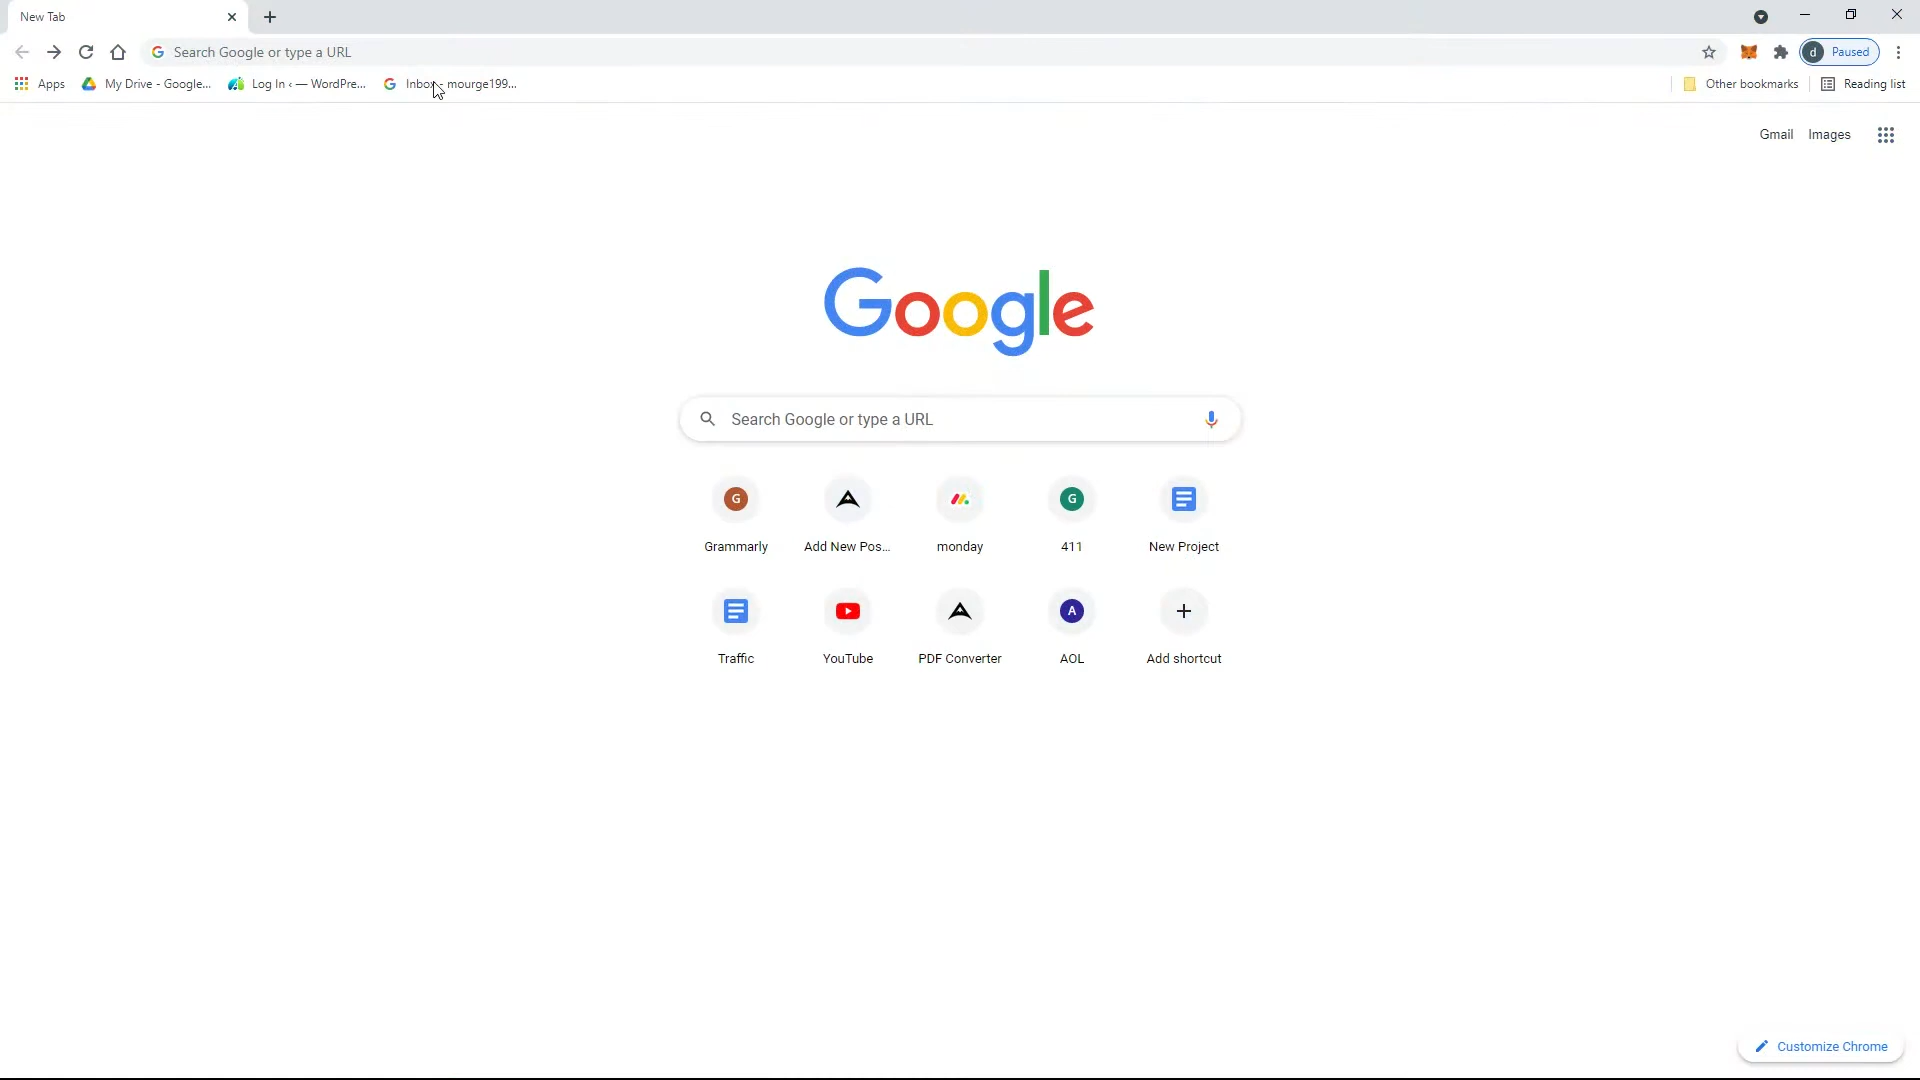 New Tab
Search Google or type a URL
d Paused
Apps My Drive - Google... Log In ‹ — WordPre... Inbox - mourge199... Other bookmarks Reading list
Gmail Images
Google
Search Google or type a URL
G G
Grammarly Add New Pos... monday 411 New Project
A
Traffic YouTube PDF Converter AOL Add shortcut
Customize Chrome